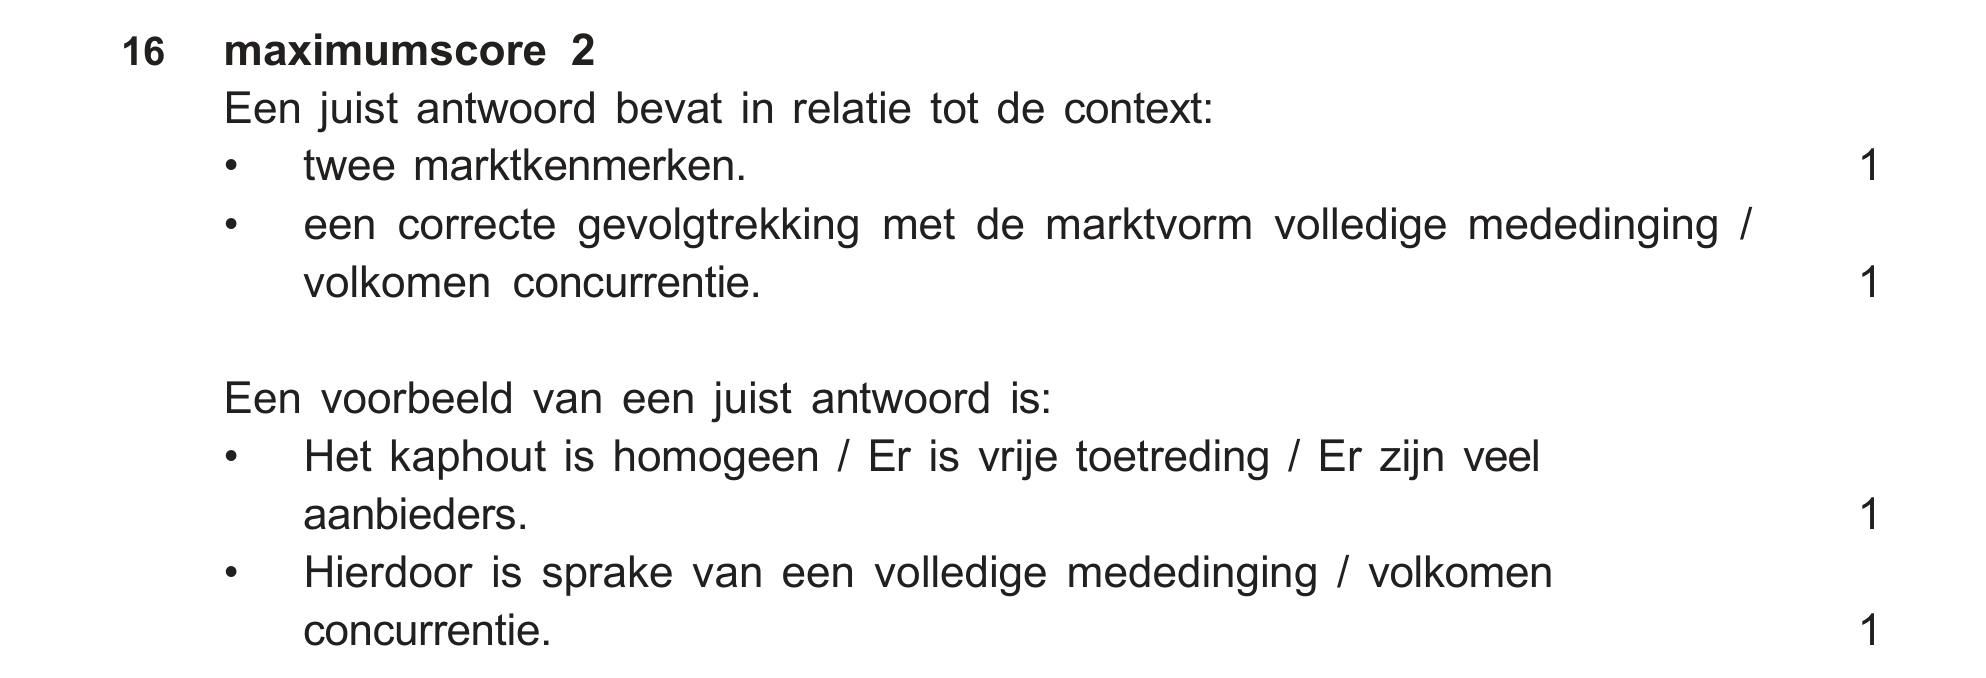 16 maximumscore 2
Een juist antwoord bevat in relatie tot de context:
• twee marktkenmerken. 1
• een correcte gevolgtrekking met de marktvorm volledige mededinging /
volkomen concurrentie. 1
Een voorbeeld van een juist antwoord is:
• Het kaphout is homogeen / Er is vrije toetreding / Er zijn veel
aanbieders. 1
• Hierdoor is sprake van een volledige mededinging / volkomen
concurrentie. 1